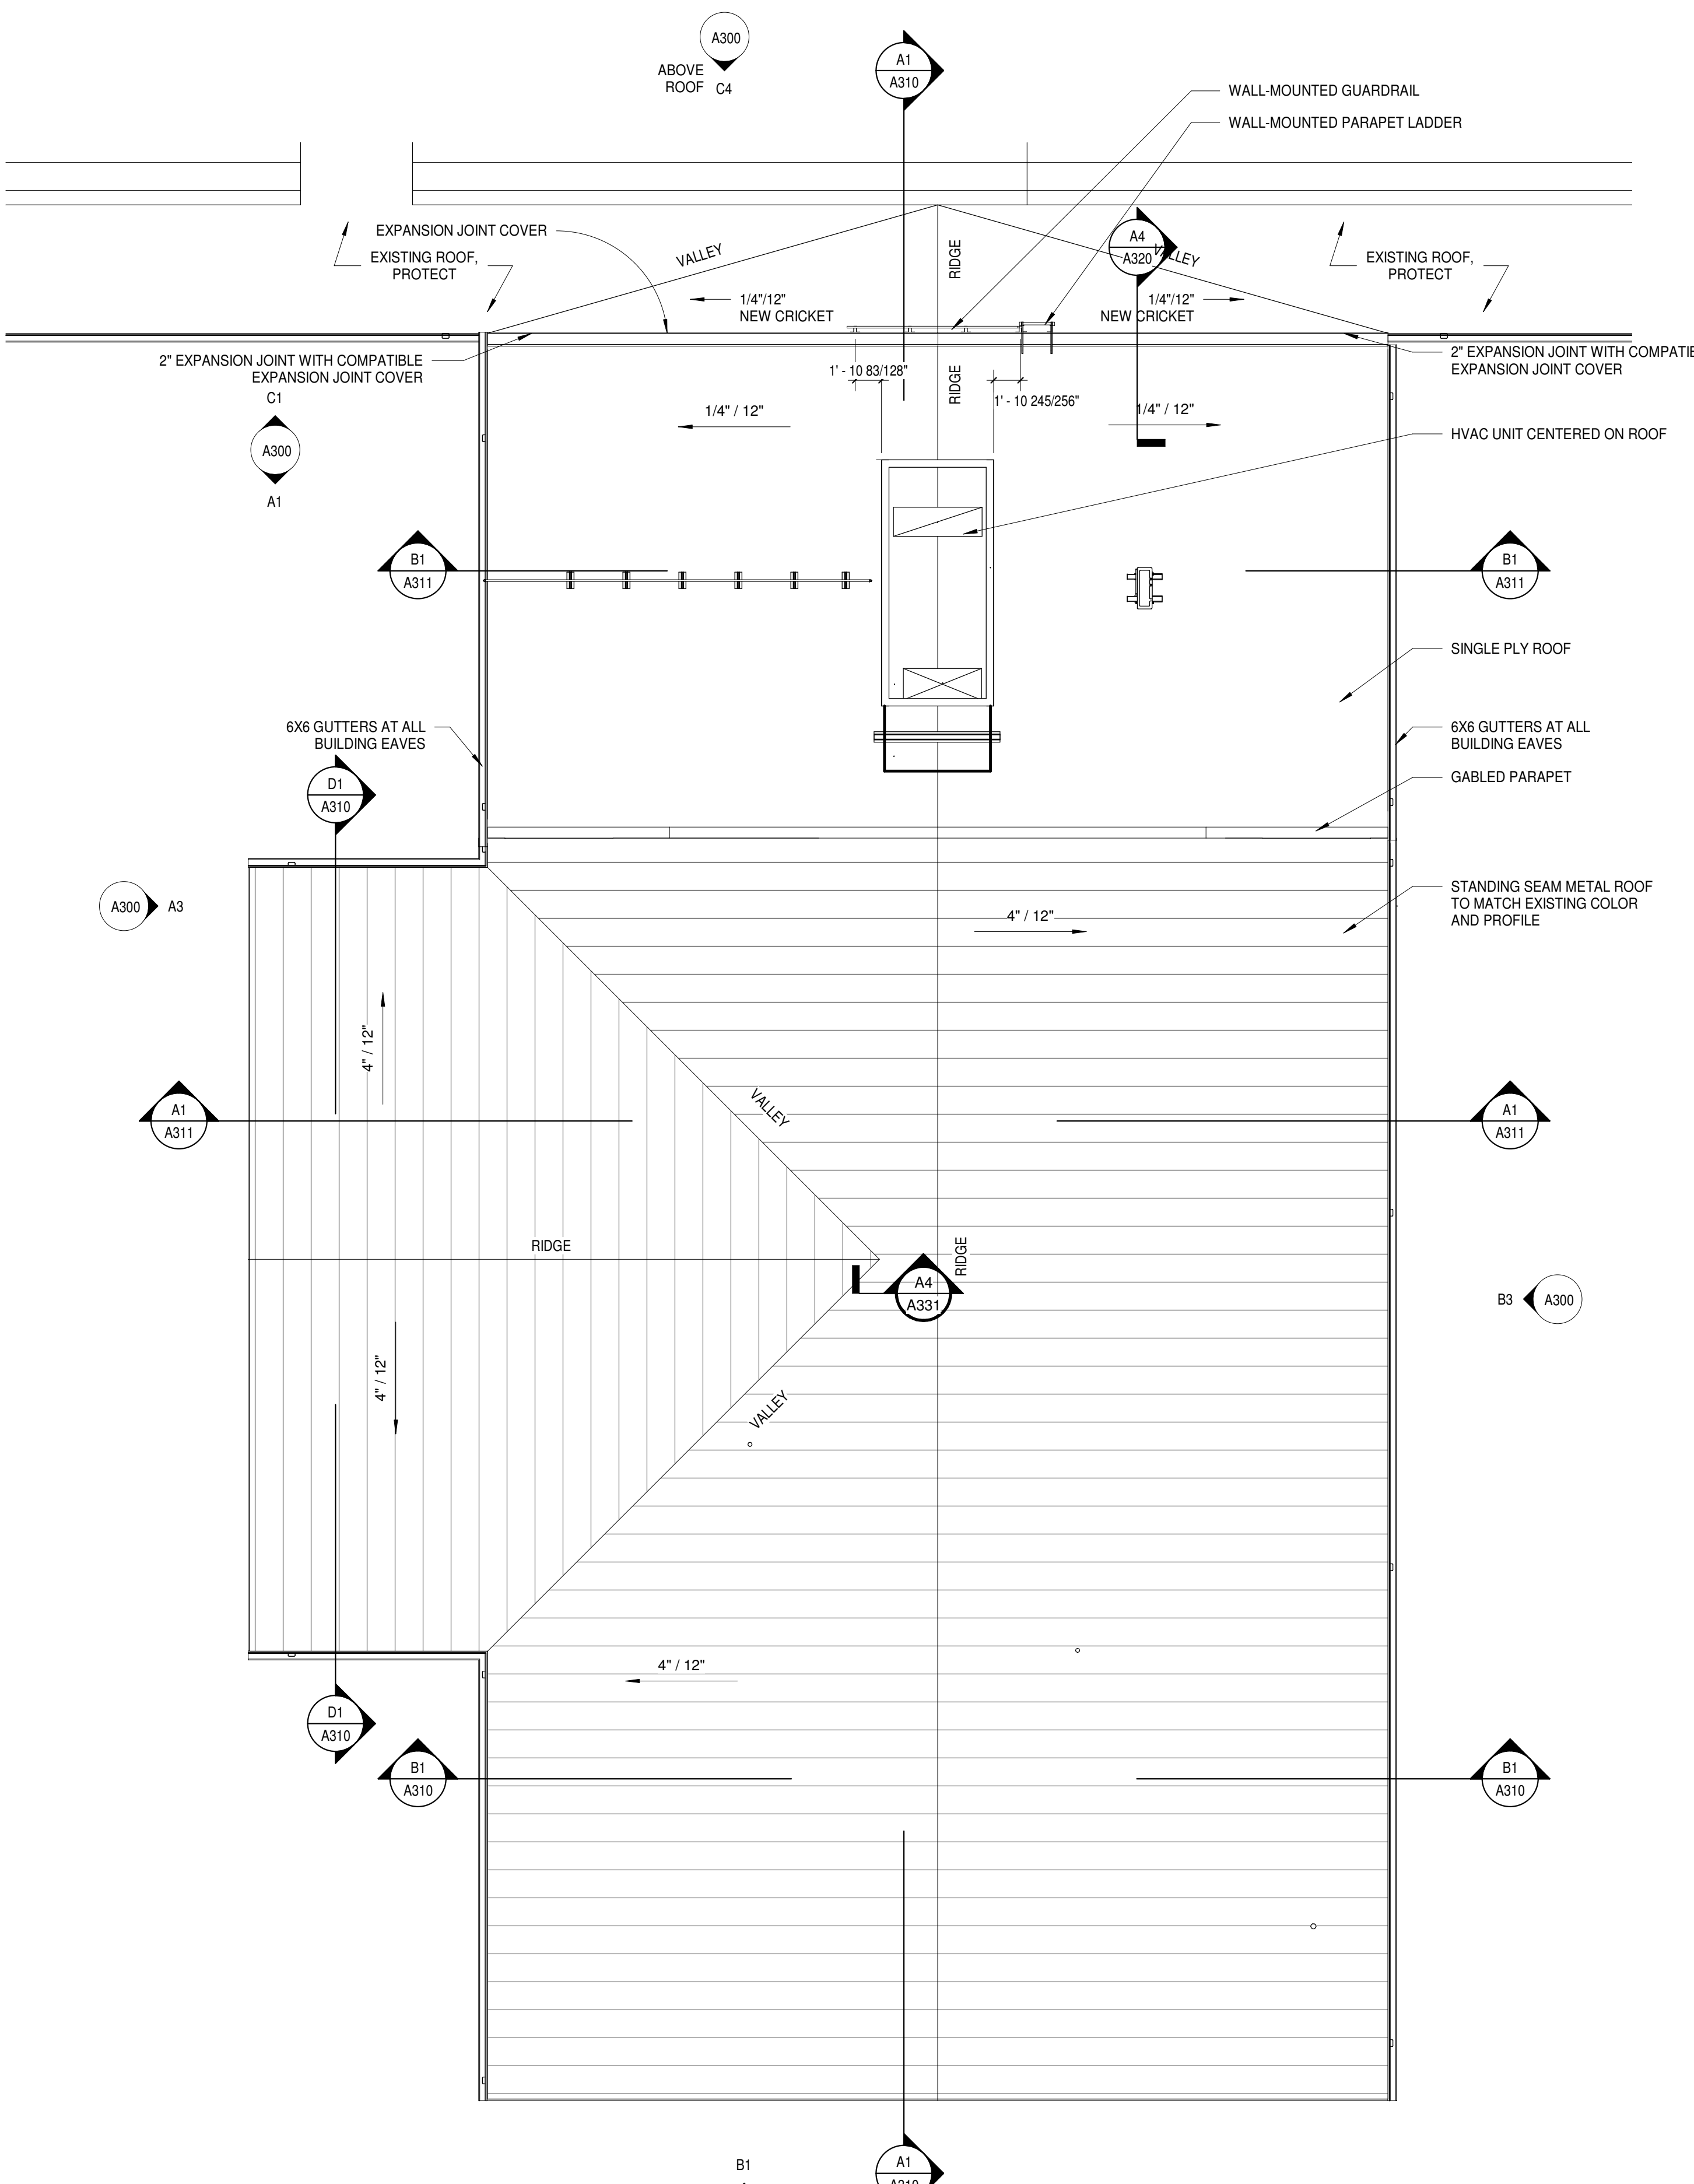 A300
ABOVE
ROOF
C4
A1
A310
WALL-MOUNTED GUARDRAIL
WALL-MOUNTED PARAPET LADDER
EXPANSION JOINT COVER
EXISTING ROOF,
PROTECT
VALLEY
RIDGE
A4
A320
VALLEY
EXISTING ROOF,
PROTECT
1/4"/12"
NEW CRICKET
1/4"/12"
NEW CRICKET
2" EXPANSION JOINT WITH COMPATIBLE
EXPANSION JOINT COVER
2" EXPANSION JOINT WITH COMPATIB
EXPANSION JOINT COVER
1' - 10 83/128"
RIDGE
1' - 10 245/256"
C1
A300
A1
1/4" / 12"
1/4" / 12"
HVAC UNIT CENTERED ON ROOF
B1
A311
B1
A311
SINGLE PLY ROOF
6X6 GUTTERS AT ALL
BUILDING EAVES
6X6 GUTTERS AT ALL
BUILDING EAVES
GABLED PARAPET
D1
A310
A300
A3
4" / 12"
STANDING SEAM METAL ROOF
TO MATCH EXISTING COLOR
AND PROFILE
4" / 12"
A1
A311
VALLEY
A1
A311
RIDGE
RIDGE
A4
A331
B3
A300
4" / 12"
VALLEY
4" / 12"
D1
A310
B1
A310
B1
A310
B1
A1
A310